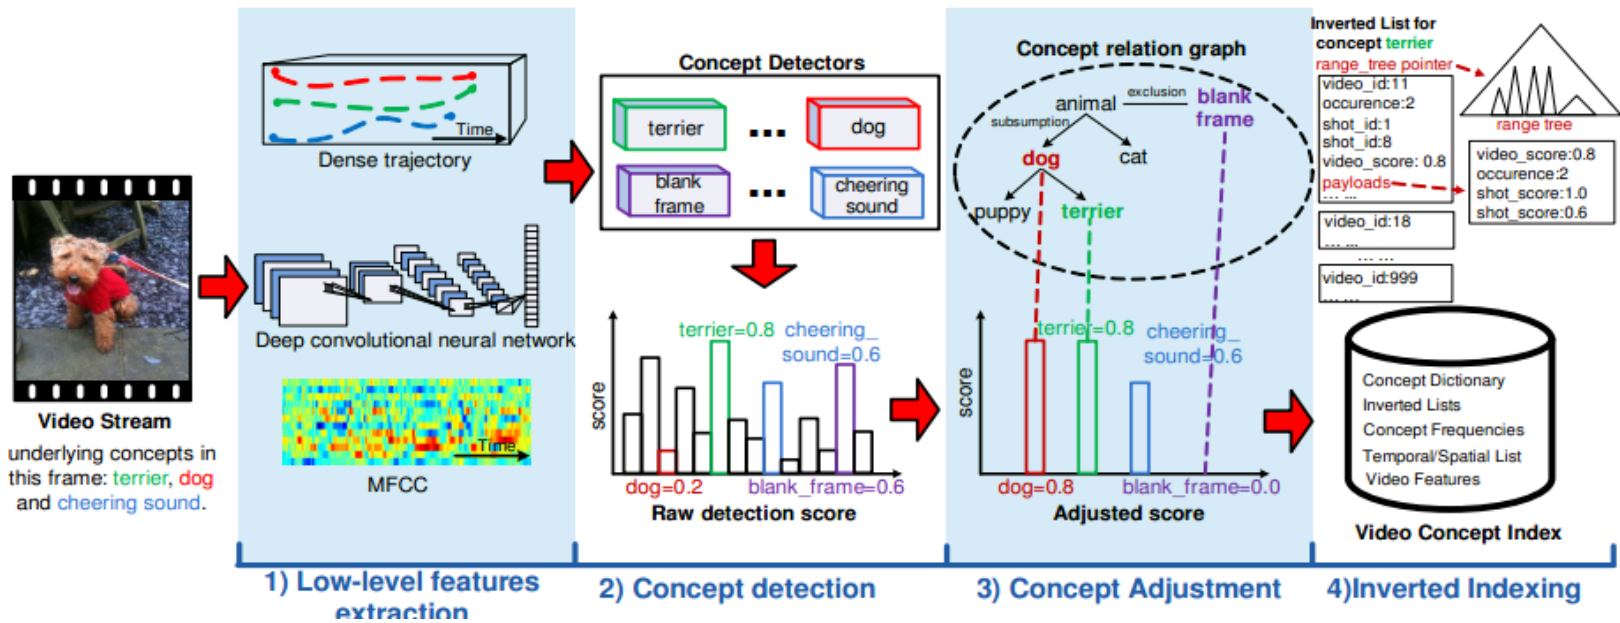 Video Stream
underlying concepts in
this frame: terrier, dog
and cheering sound.
Time
Dense trajectory
Deep convolutional neural network
Time
MFCC
1) Low-level features
extraction
Concept Detectors
terrier
...
dog
blank
frame
...
cheering
sound
score
terrier=0.8
cheering_
sound=0.6
dog=0.2
blank_frame=0.6
Raw detection score
2) Concept detection
Concept relation graph
animal
exclusion
blank
frame
subsumption
dog
cat
puppy
terrier
score
terrier=0.8
cheering_
sound=0.6
dog=0.8
blank_frame=0.0
Adjusted score
3) Concept Adjustment
Inverted List for
concept terrier
range_tree pointer
video_id:11
occurence:2
shot_id:1
shot_id:8
video_score: 0.8
payloads
... ...
video_id:18
... ...
... ...
video_id:999
... ...
range tree
video_score:0.8
occurence:2
shot_score:1.0
shot_score:0.6
Concept Dictionary
Inverted Lists
Concept Frequencies
Temporal/Spatial List
Video Features
Video Concept Index
4)Inverted Indexing